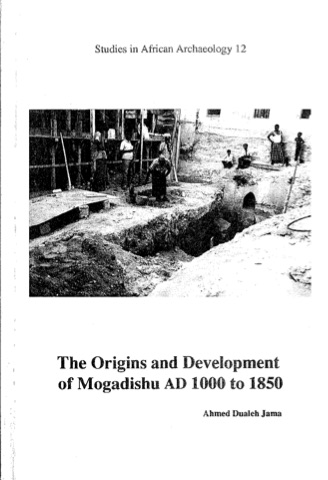 Studies in African Archaeology 12
The Origins and Development
of Mogadishu AD 1000 to 1850
Ahmed Dualeh Jama